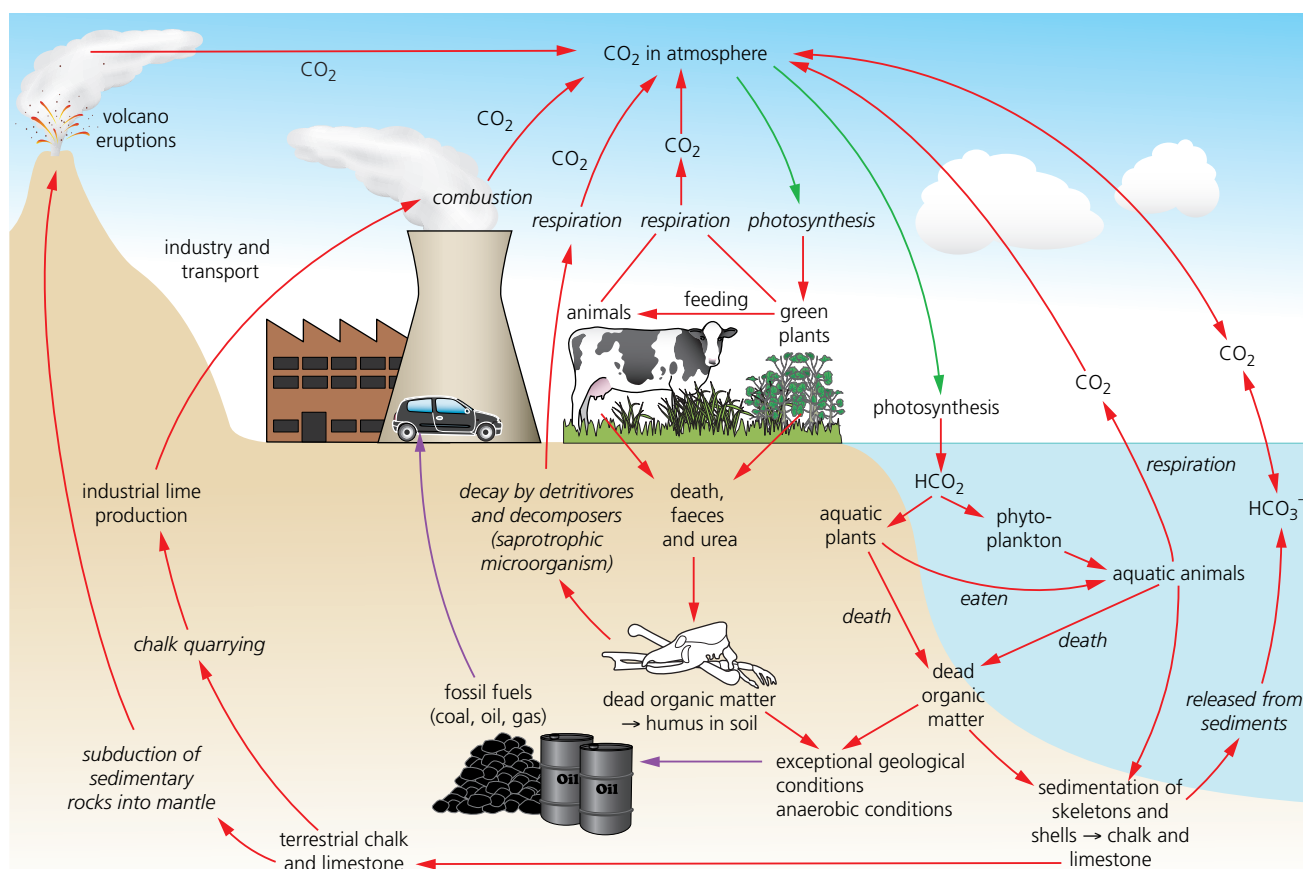 CO₂ in atmosphere
CO₂
volcano
eruptions
CO₂
CO₂
CO₂
combustion
respiration
respiration
photosynthesis
industry and
transport
animals
feeding
green
plants
CO₂
CO₂
photosynthesis
respiration
HCO₂
HCO₃⁻
industrial lime
production
decay by detritivores
and decomposers
(saprotrophic
microorganism)
death,
faeces
and urea
aquatic
plants
phyto-
plankton
aquatic animals
eaten
death
death
chalk quarrying
fossil fuels
(coal, oil, gas)
dead organic matter
→ humus in soil
dead
organic
matter
released from
sediments
subduction of
sedimentary
rocks into mantle
Oil
Oil
exceptional geological
conditions
anaerobic conditions
sedimentation of
skeletons and
shells → chalk and
limestone
terrestrial chalk
and limestone